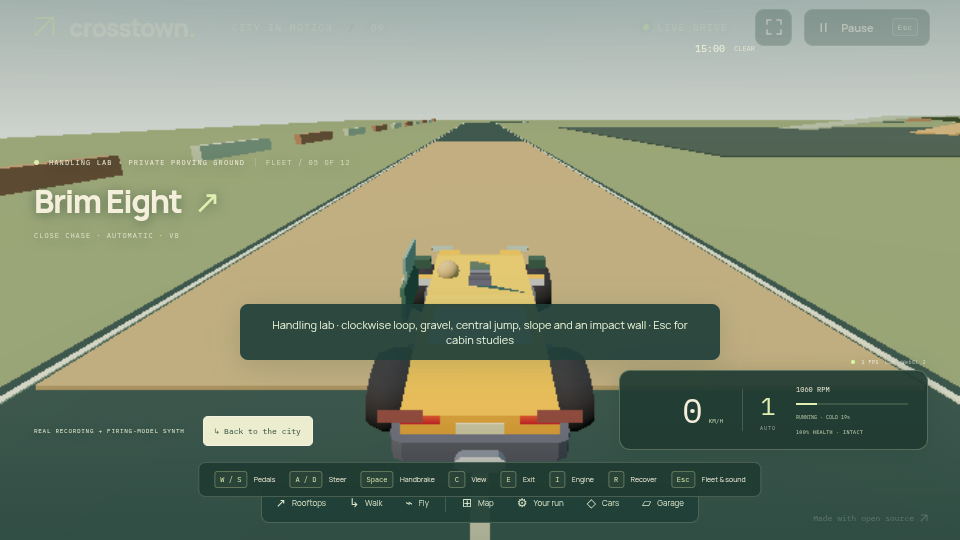 crosstown.
CITY IN MOTION
LIVE DRIVE
Pause Esc
15:00 CLEAR
HANDLING LAB PRIVATE PROVING GROUND FLEET / 05 OF 12
Brim Eight ↗
CLOSE CHASE · AUTOMATIC · V8
Handling lab · clockwise loop, gravel, central jump, slope and an impact wall · Esc for
cabin studies
0 KM/H
1
AUTO
1060 RPM
RUNNING · COLD 19s
100% HEALTH · INTACT
REAL RECORDING + FIRING-MODEL SYNTH
↳ Back to the city
W / S Pedals A / D Steer Space Handbrake C View E Exit I Engine R Recover Esc Fleet & sound
↗ Rooftops ↳ Walk Fly Map Your run Cars Garage
Made with open source ↗